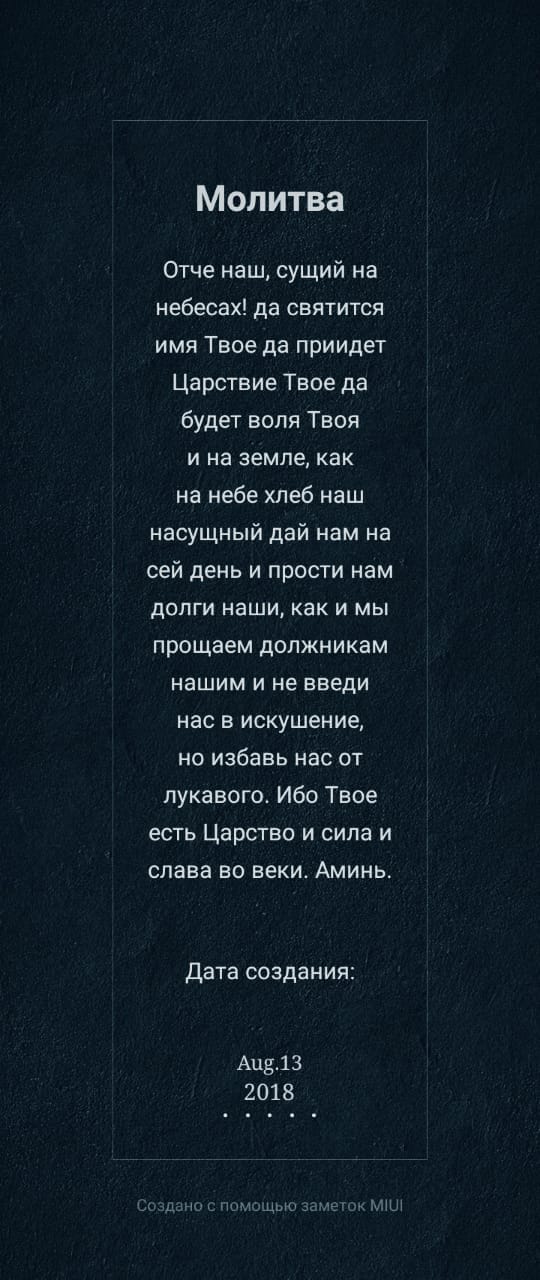 Молитва
Отче наш, сущий на
небесах! да святится
имя Твое да приидет
Царствие Твое да
будет воля Твоя
и на земле, как
на небе хлеб наш
насущный дай нам на
сей день и прости нам
долги наши, как и мы
прощаем должникам
нашим и не введи
нас в искушение,
но избавь нас от
лукавого. Ибо Твое
есть Царство и сила и
слава во веки. Аминь.
Дата создания:
Aug.13
2018
• • • • •
Создано с помощью заметок MIUI